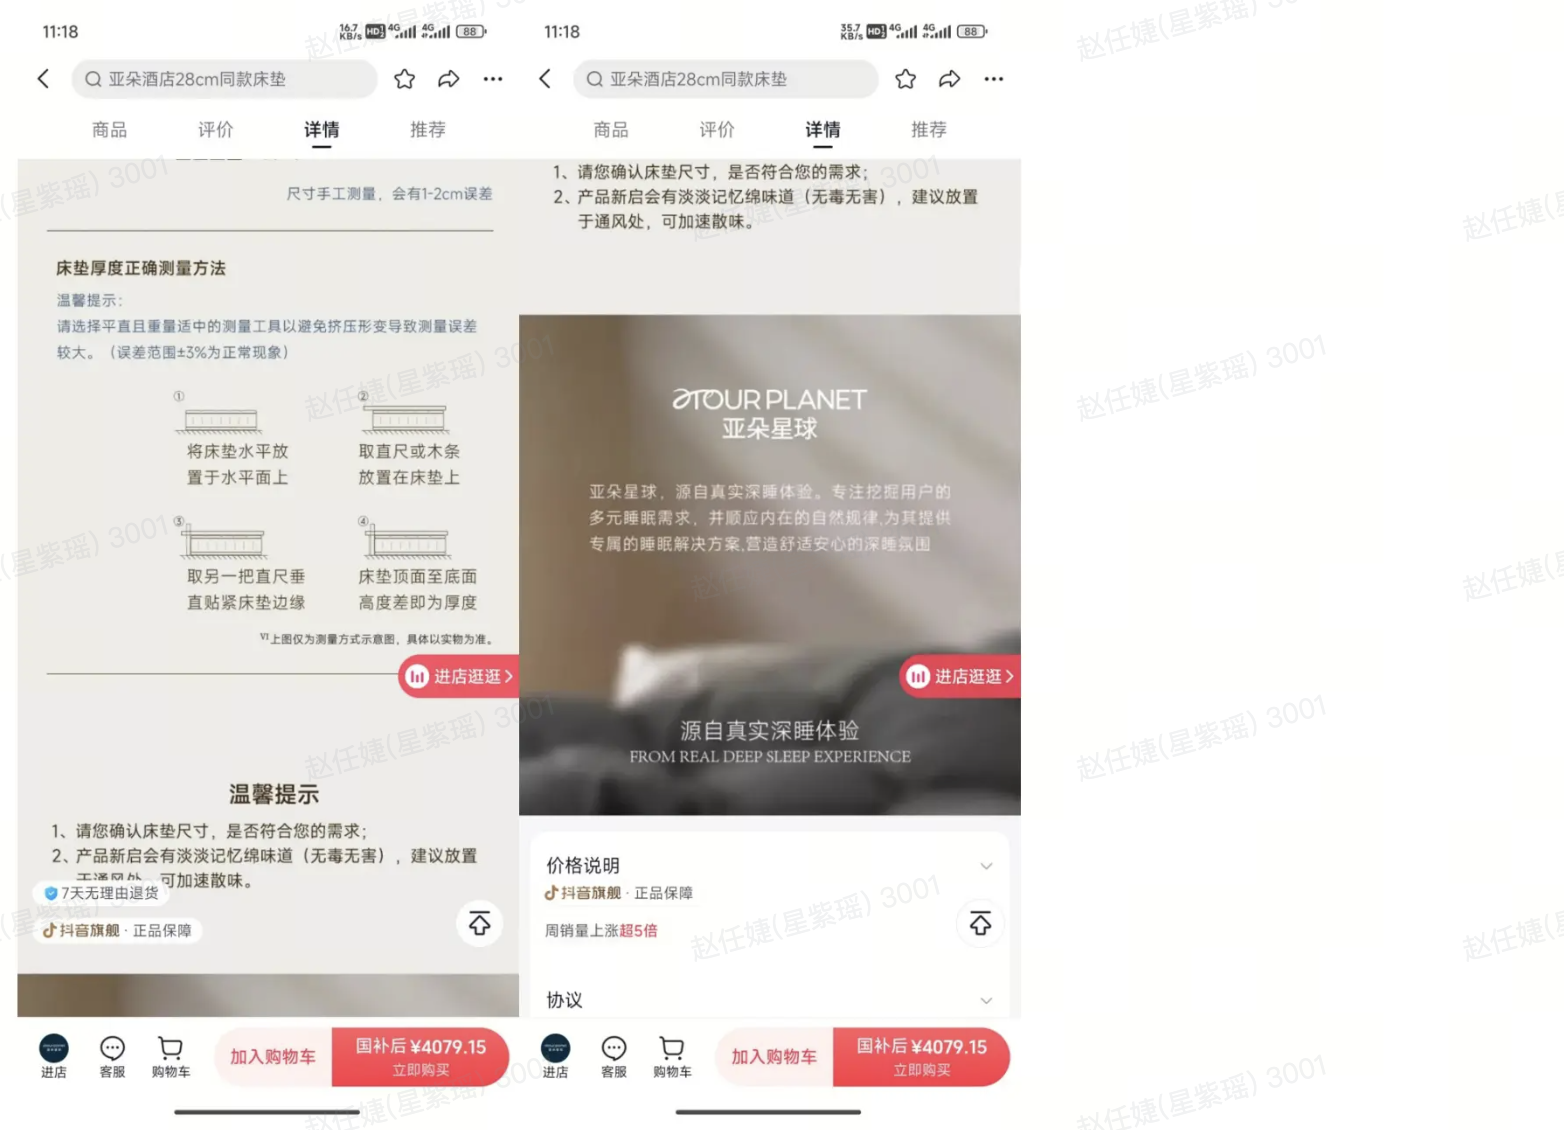 11:18
16.7 KB/s HD 4G 4G 88
亚朵酒店28cm同款床垫
商品 评价 详情 推荐
尺寸手工测量，会有1-2cm误差
床垫厚度正确测量方法
温馨提示：
请选择平直且重量适中的测量工具以避免挤压形变导致测量误差
较大。（误差范围±3%为正常现象）
①
将床垫水平放
置于水平面上
②
取直尺或木条
放置在床垫上
③
取另一把直尺垂
直贴紧床垫边缘
④
床垫顶面至底面
高度差即为厚度
VI上图仅为测量方式示意图，具体以实物为准。
进店逛逛
温馨提示
1、请您确认床垫尺寸，是否符合您的需求；
2、产品新启会有淡淡记忆绵味道（无毒无害），建议放置
于通风处，可加速散味。
7天无理由退货
抖音旗舰 · 正品保障
进店 客服 购物车 加入购物车
国补后 ¥4079.15
立即购买
11:18
35.7 KB/s HD 4G 4G 88
亚朵酒店28cm同款床垫
商品 评价 详情 推荐
1、请您确认床垫尺寸，是否符合您的需求；
2、产品新启会有淡淡记忆绵味道（无毒无害），建议放置
于通风处，可加速散味。
ATOUR PLANET
亚朵星球
亚朵星球，源自真实深睡体验。专注挖掘用户的
多元睡眠需求，并顺应内在的自然规律,为其提供
专属的睡眠解决方案,营造舒适安心的深睡氛围
进店逛逛
源自真实深睡体验
FROM REAL DEEP SLEEP EXPERIENCE
价格说明
抖音旗舰 · 正品保障
周销量上涨超5倍
协议
进店 客服 购物车 加入购物车
国补后 ¥4079.15
立即购买
赵任婕(星紫瑶) 3001